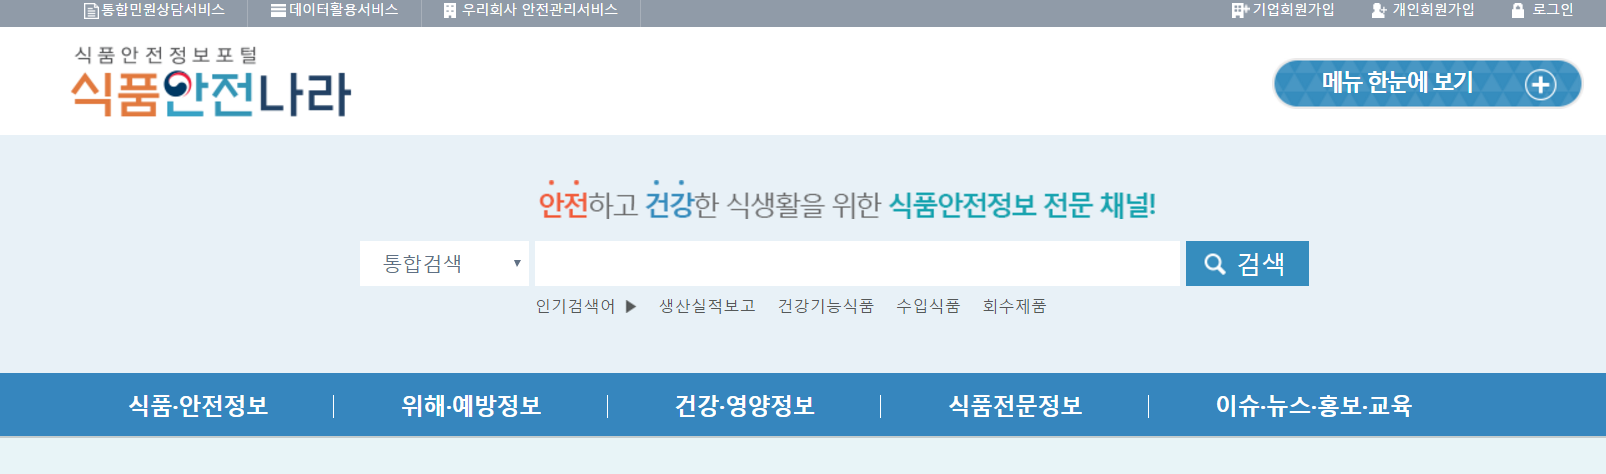 통합민원상담서비스 데이터활용서비스 우리회사 안전관리서비스 기업회원가입 개인회원가입 로그인
식품안전정보포털
식품안전나라
메뉴 한눈에 보기
안전하고 건강한 식생활을 위한 식품안전정보 전문 채널!
통합검색 검색
인기검색어 ▶ 생산실적보고 건강기능식품 수입식품 회수제품
식품·안전정보 위해·예방정보 건강·영양정보 식품전문정보 이슈·뉴스·홍보·교육